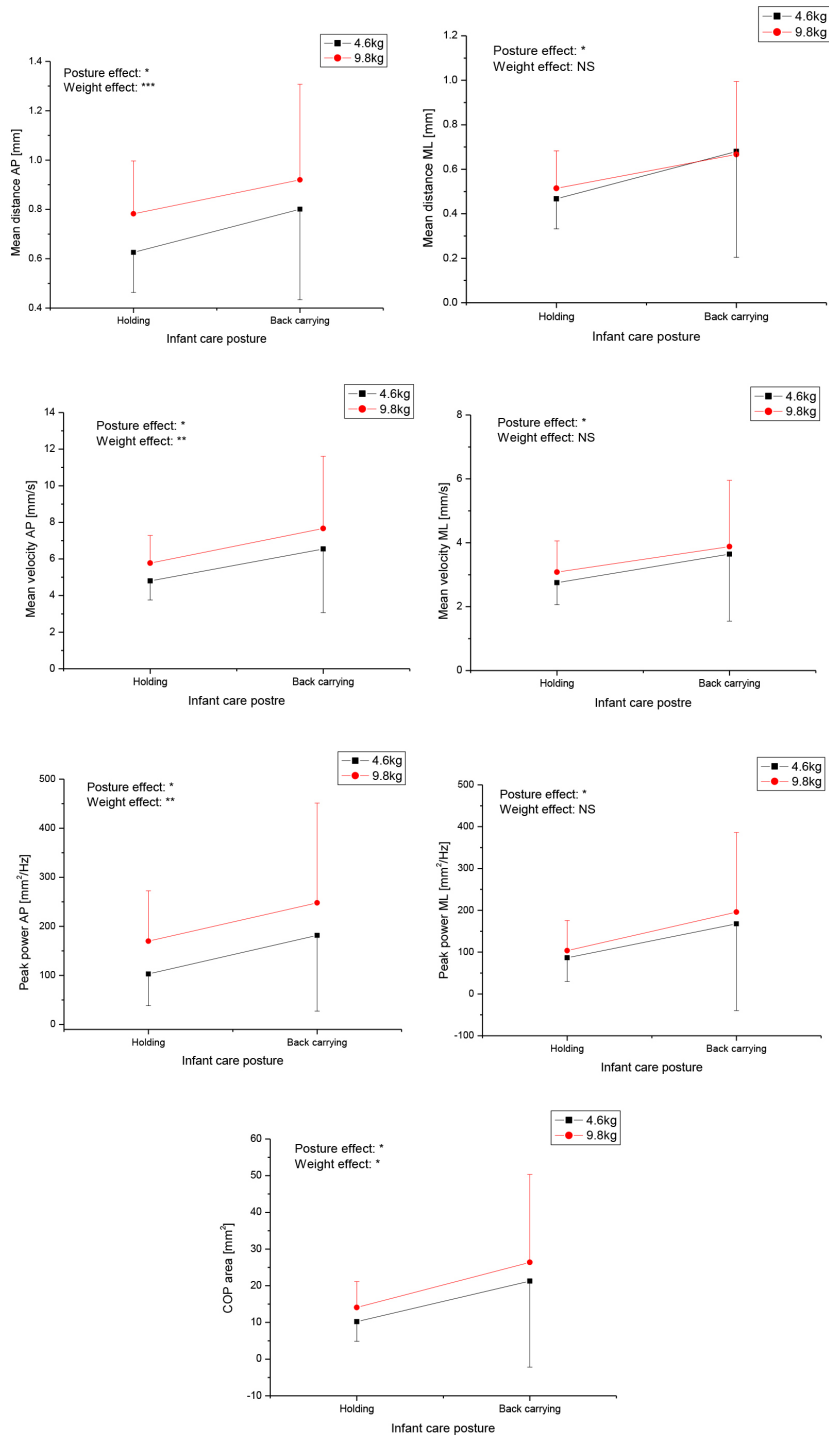 4.6kg
9.8kg
Posture effect: *
Weight effect: ***
1.4
1.2
1.0
0.8
0.6
0.4
Mean distance AP [mm]
Holding
Back carrying
Infant care posture
4.6kg
9.8kg
Posture effect: *
Weight effect: NS
1.2
1.0
0.8
0.6
0.4
0.2
0.0
Mean distance ML [mm]
Holding
Back carrying
Infant care posture
4.6kg
9.8kg
Posture effect: *
Weight effect: **
14
12
10
8
6
4
2
0
Mean velocity AP [mm/s]
Holding
Back carrying
Infant care postre
4.6kg
9.8kg
Posture effect: *
Weight effect: NS
8
6
4
2
0
Mean velocity ML [mm/s]
Holding
Back carrying
Infant care postre
4.6kg
9.8kg
Posture effect: *
Weight effect: **
500
400
300
200
100
0
Peak power AP [mm²/Hz]
Holding
Back carrying
Infant care posture
4.6kg
9.8kg
Posture effect: *
Weight effect: NS
500
400
300
200
100
0
-100
Peak power ML [mm²/Hz]
Holding
Back carrying
Infant care posture
4.6kg
9.8kg
Posture effect: *
Weight effect: *
60
50
40
30
20
10
0
-10
COP area [mm²]
Holding
Back carrying
Infant care posture